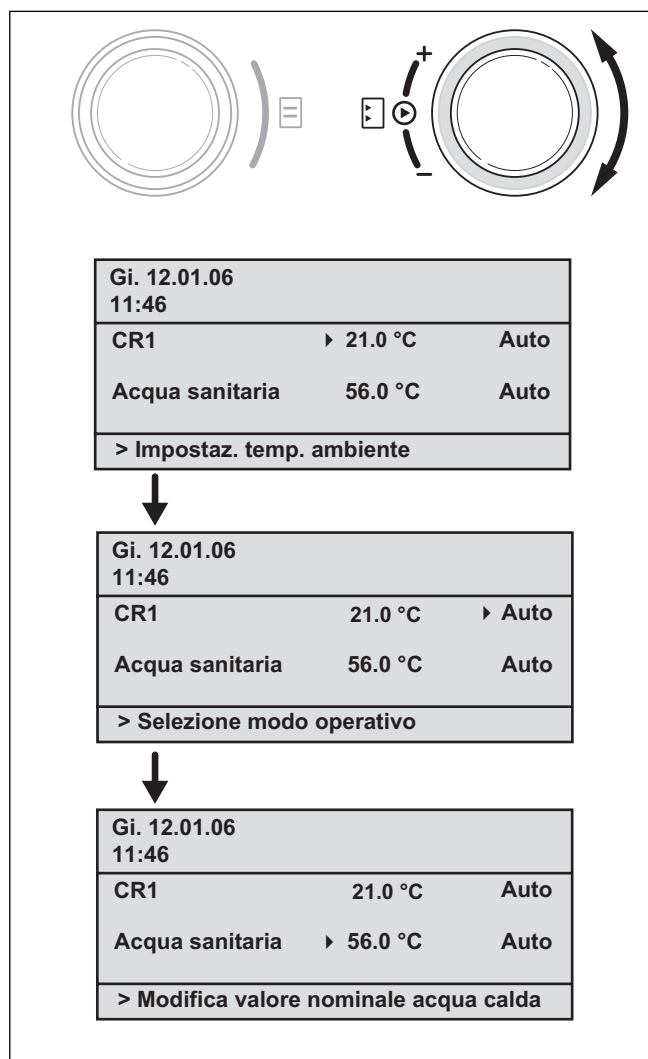 +
−
Gi. 12.01.06
11:46
CR1 ▸ 21.0 °C Auto
Acqua sanitaria 56.0 °C Auto
> Impostaz. temp. ambiente
Gi. 12.01.06
11:46
CR1 21.0 °C ▸ Auto
Acqua sanitaria 56.0 °C Auto
> Selezione modo operativo
Gi. 12.01.06
11:46
CR1 21.0 °C Auto
Acqua sanitaria ▸ 56.0 °C Auto
> Modifica valore nominale acqua calda